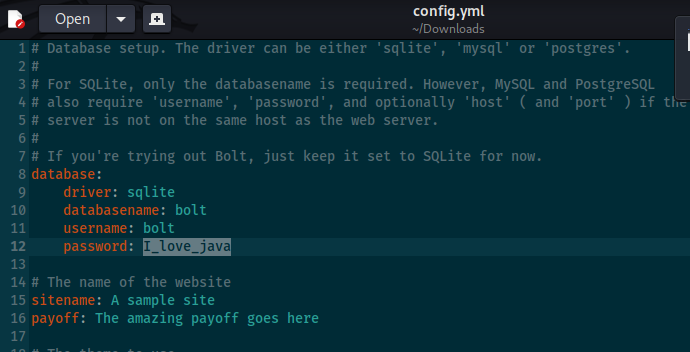 Open
config.yml
~/Downloads
1 # Database setup. The driver can be either 'sqlite', 'mysql' or 'postgres'.
2 #
3 # For SQLite, only the databasename is required. However, MySQL and PostgreSQL
4 # also require 'username', 'password', and optionally 'host' ( and 'port' ) if the
5 # server is not on the same host as the web server.
6 #
7 # If you're trying out Bolt, just keep it set to SQLite for now.
8 database:
9     driver: sqlite
10     databasename: bolt
11     username: bolt
12     password: I_love_java
13
14 # The name of the website
15 sitename: A sample site
16 payoff: The amazing payoff goes here
17